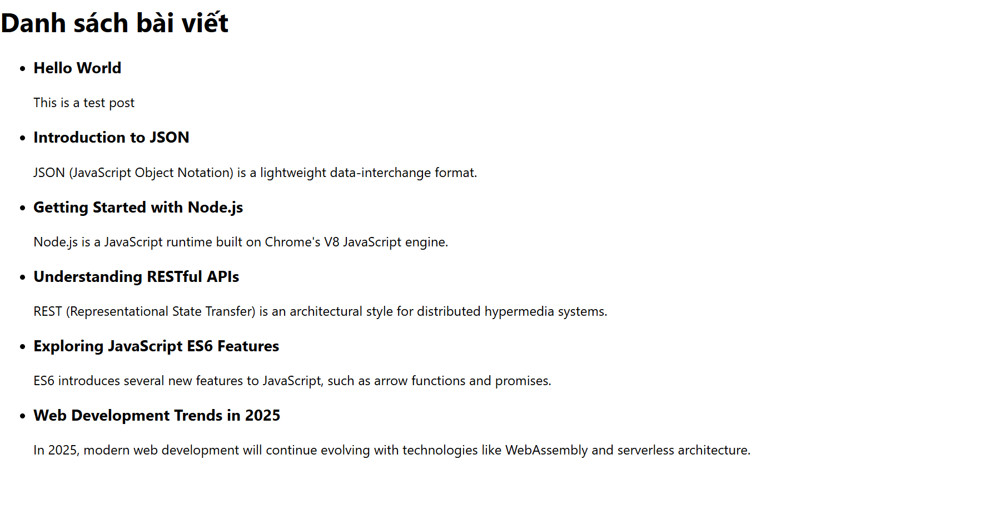 Danh sách bài viết
Hello World
This is a test post
Introduction to JSON
JSON (JavaScript Object Notation) is a lightweight data-interchange format.
Getting Started with Node.js
Node.js is a JavaScript runtime built on Chrome's V8 JavaScript engine.
Understanding RESTful APIs
REST (Representational State Transfer) is an architectural style for distributed hypermedia systems.
Exploring JavaScript ES6 Features
ES6 introduces several new features to JavaScript, such as arrow functions and promises.
Web Development Trends in 2025
In 2025, modern web development will continue evolving with technologies like WebAssembly and serverless architecture.